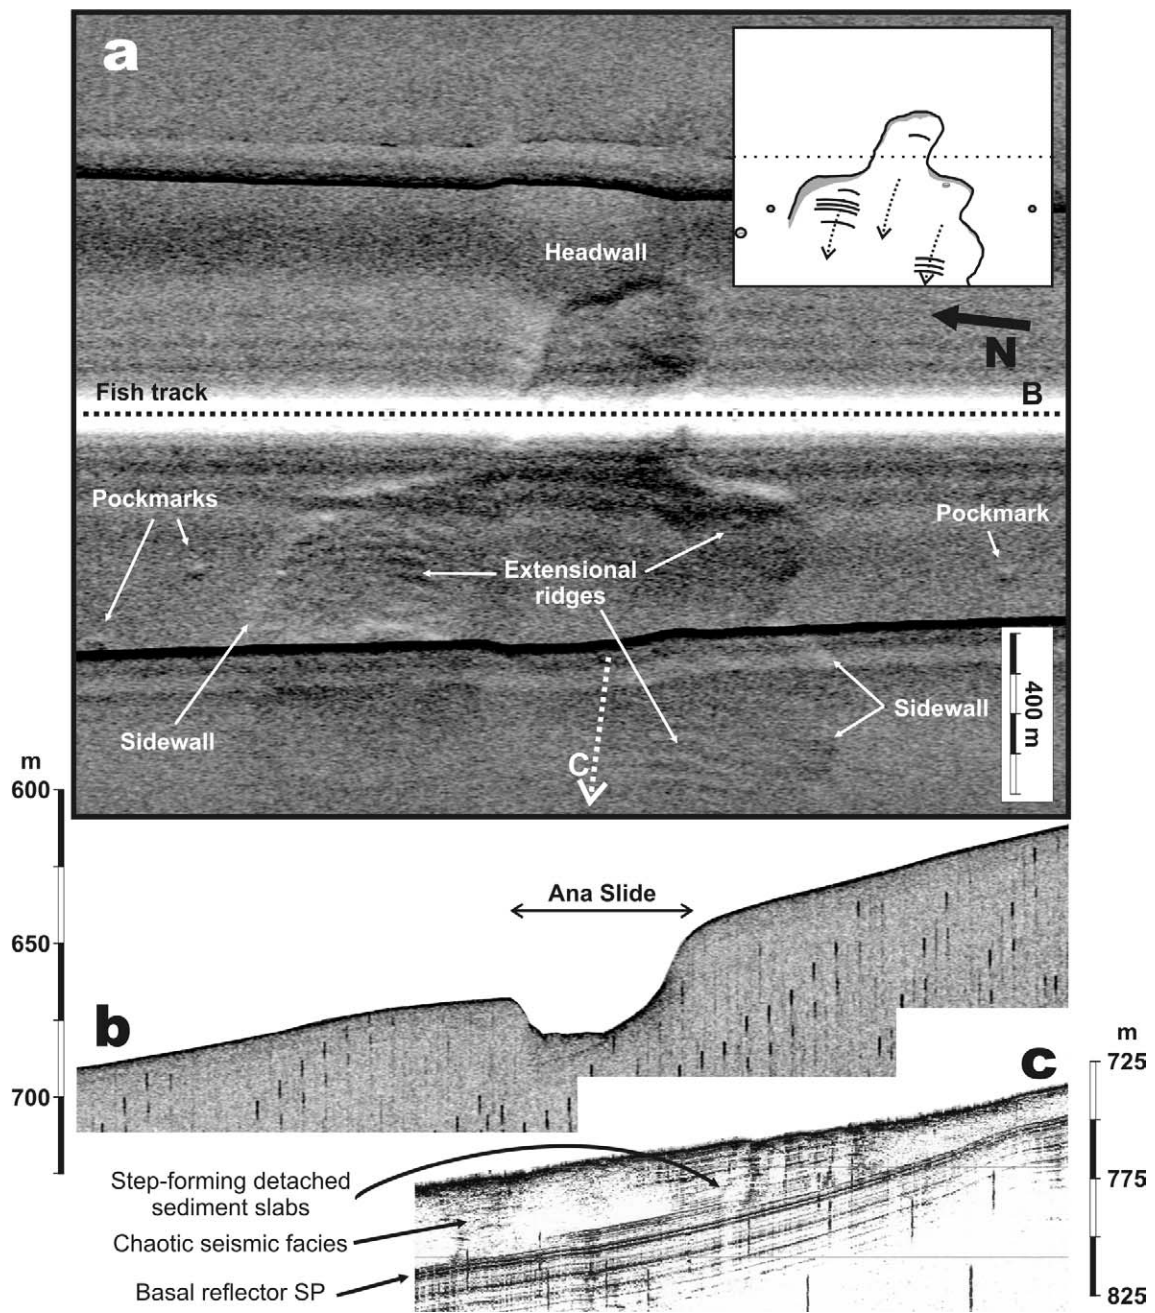 a
Headwall
N
Fish track
B
Pockmarks
Pockmark
Extensional
ridges
Sidewall
Sidewall
400 m
C
m
600
650
700
Ana Slide
b
c
m
725
775
825
Step-forming detached
sediment slabs
Chaotic seismic facies
Basal reflector SP